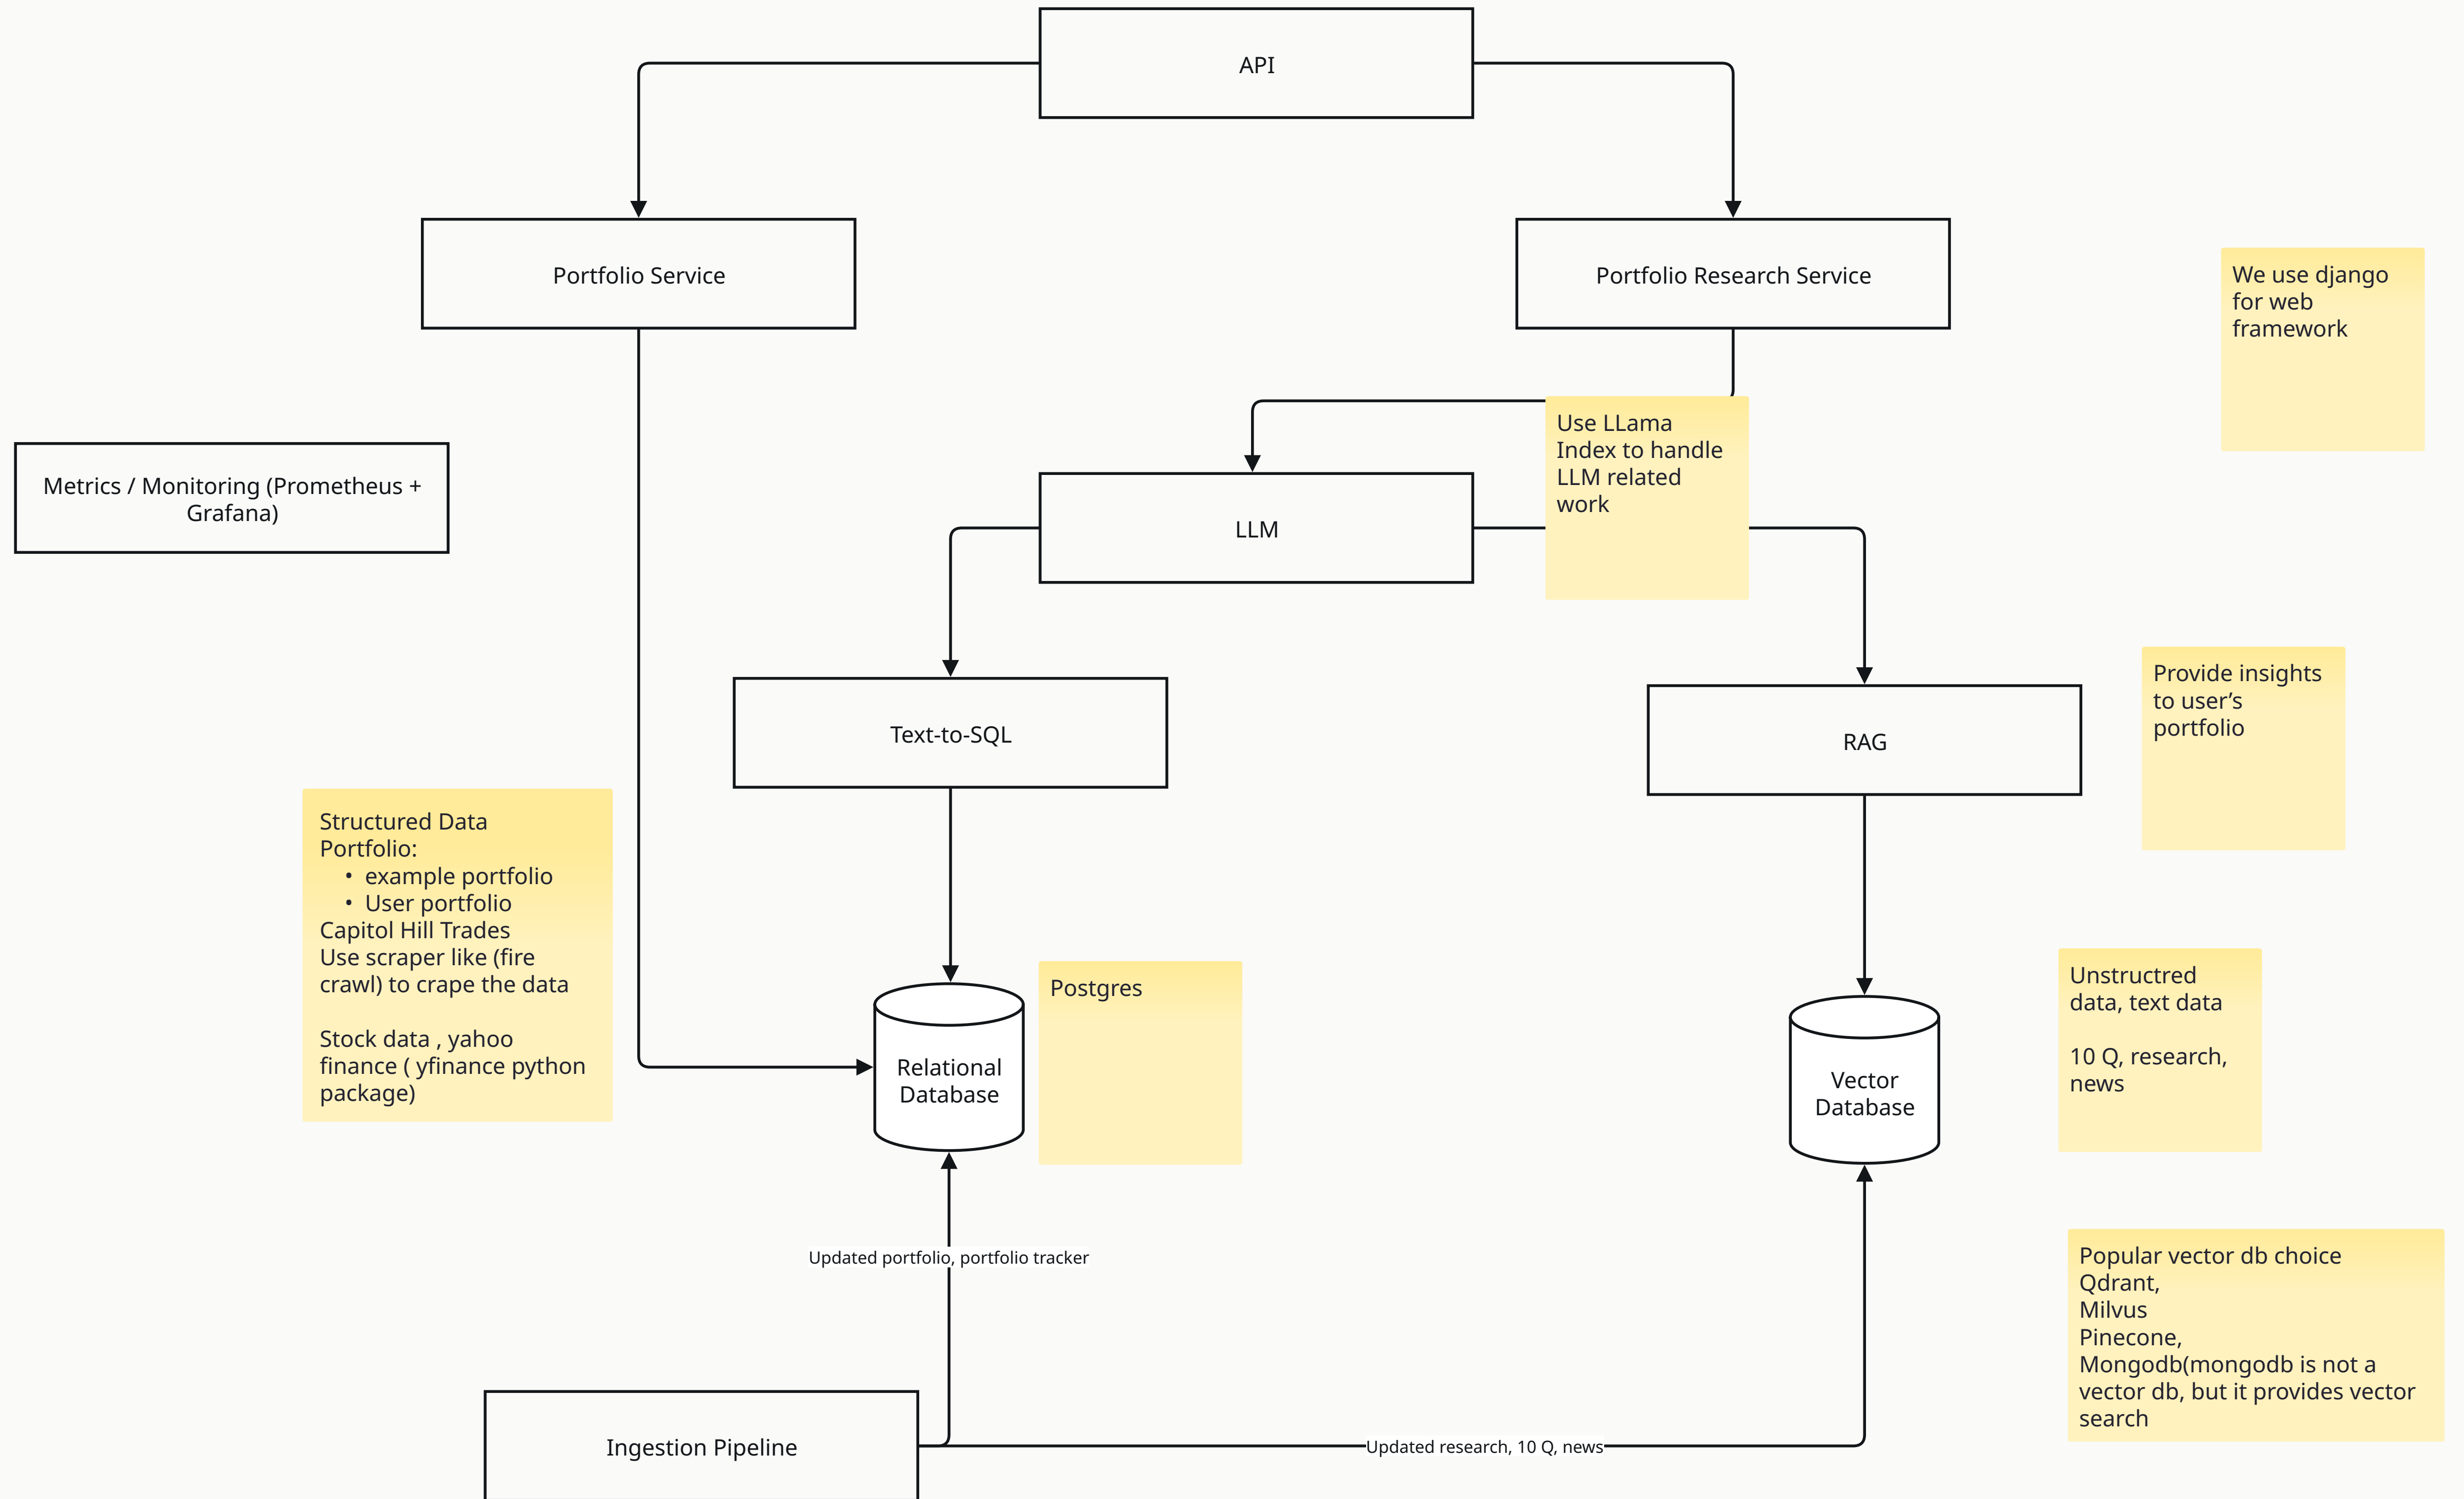 API
Portfolio Service
Portfolio Research Service
We use django
for web
framework
Use LLama
Index to handle
LLM related
work
Metrics / Monitoring (Prometheus +
Grafana)
LLM
Provide insights
to user’s
portfolio
Text-to-SQL
RAG
Structured Data
Portfolio:
• example portfolio
• User portfolio
Capitol Hill Trades
Use scraper like (fire
crawl) to crape the data
Stock data , yahoo
finance ( yfinance python
package)
Postgres
Relational
Database
Unstructred
data, text data
10 Q, research,
news
Vector
Database
Updated portfolio, portfolio tracker
Popular vector db choice
Qdrant,
Milvus
Pinecone,
Mongodb(mongodb is not a
vector db, but it provides vector
search
Ingestion Pipeline
Updated research, 10 Q, news